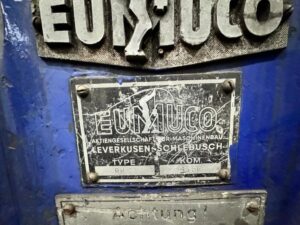 EUMUCO
EUMUCO
AKTIENGESELLSCHAFT FÜR MASCHINENBAU
LEVERKUSEN-SCHLEBUSCH
TYPE KOM.
Achtung!